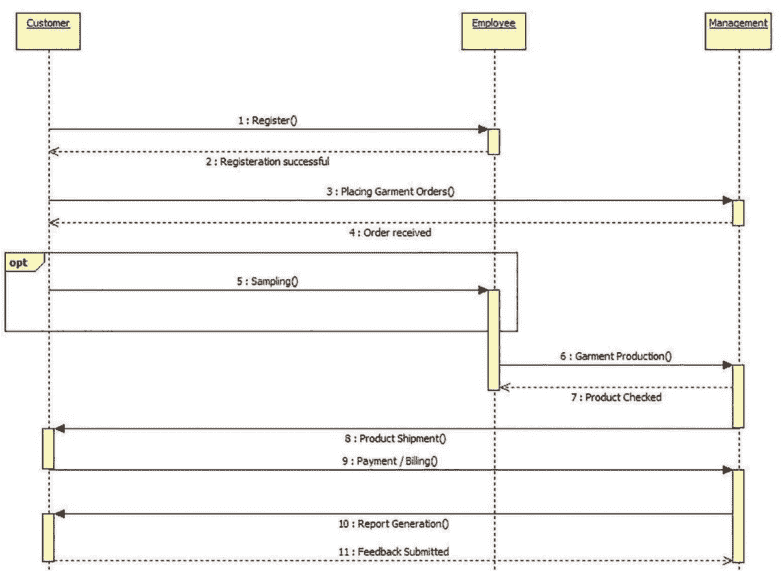 Customer
Employee
Management
1 : Register()
2 : Registeration successful
3 : Placing Garment Orders()
4 : Order received
opt
5 : Sampling()
6 : Garment Production()
7 : Product Checked
8 : Product Shipment()
9 : Payment / Billing()
10 : Report Generation()
11 : Feedback Submitted